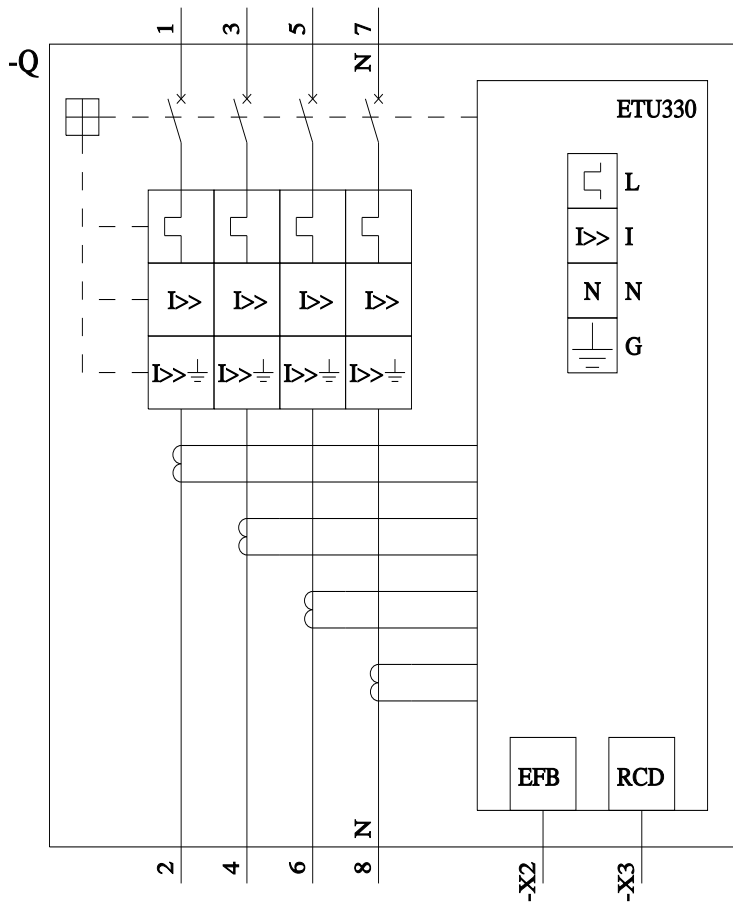 1 3 5 7
N
-Q
ETU330
L
I>> I
N N
G
I>> I>> I>> I>>
I>> I>> I>> I>>
EFB RCD
N
2 4 6 8 -X2 -X3